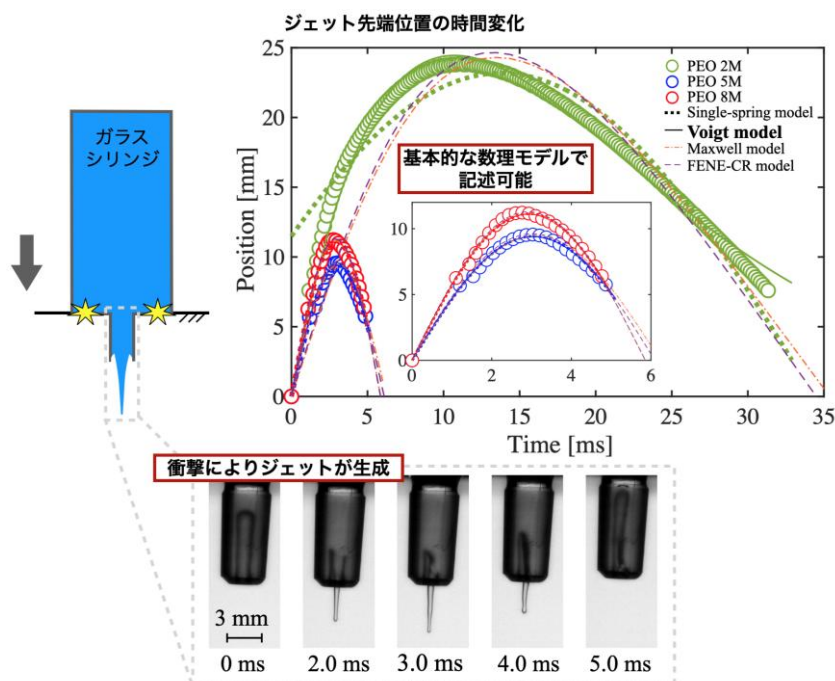 ジェット先端位置の時間変化
ガラス
シリンジ
Position [mm]
25
20
15
10
5
0
PEO 2M
PEO 5M
PEO 8M
Single-spring model
Voigt model
Maxwell model
FENE-CR model
基本的な数理モデルで
記述可能
10
5
0
0 2 4 6
0 5 10 15 20 25 30 35
Time [ms]
衝撃によりジェットが生成
3 mm
0 ms 2.0 ms 3.0 ms 4.0 ms 5.0 ms